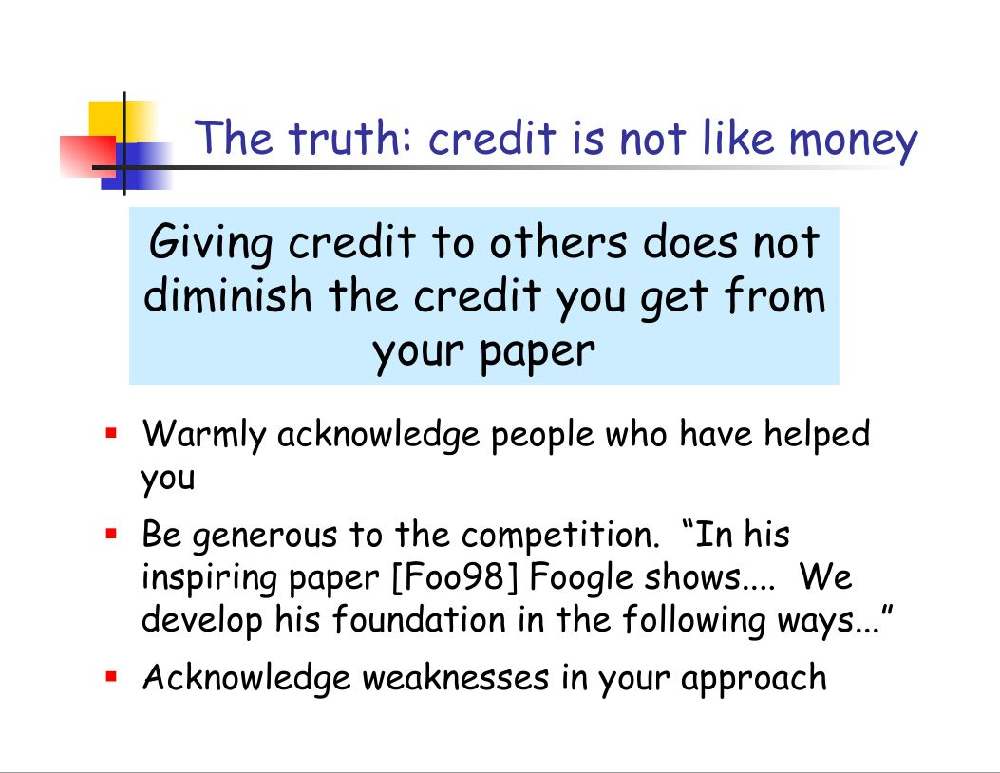 The truth: credit is not like money
Giving credit to others does not
diminish the credit you get from
your paper
▪ Warmly acknowledge people who have helped
you
▪ Be generous to the competition.  “In his
inspiring paper [Foo98] Foogle shows....  We
develop his foundation in the following ways...”
▪ Acknowledge weaknesses in your approach